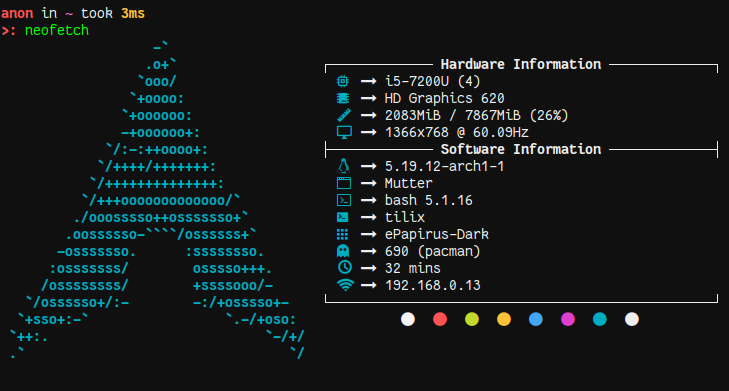 anon in ~ took 3ms
>: neofetch
-`
.o+`
`ooo/
`+oooo:
`+oooooo:
-+oooooo+:
`/:-:++oooo+:
`/++++/+++++++:
`/++++++++++++++:
`/+++ooooooooooooo/`
./ooosssso++osssssso+`
.oossssso-````/ossssss+`
-osssssso. :ssssssso.
:osssssss/ osssso+++.
/ossssssss/ +ssssooo/-
`/ossssso+/:- -:/+osssso+-
`+sso+:-` `.-/+oso:
`++:. `-/+/
.` `/
Hardware Information
i5-7200U (4)
HD Graphics 620
2083MiB / 7867MiB (26%)
1366x768 @ 60.09Hz
Software Information
5.19.12-arch1-1
Mutter
bash 5.1.16
tilix
ePapirus-Dark
690 (pacman)
32 mins
192.168.0.13